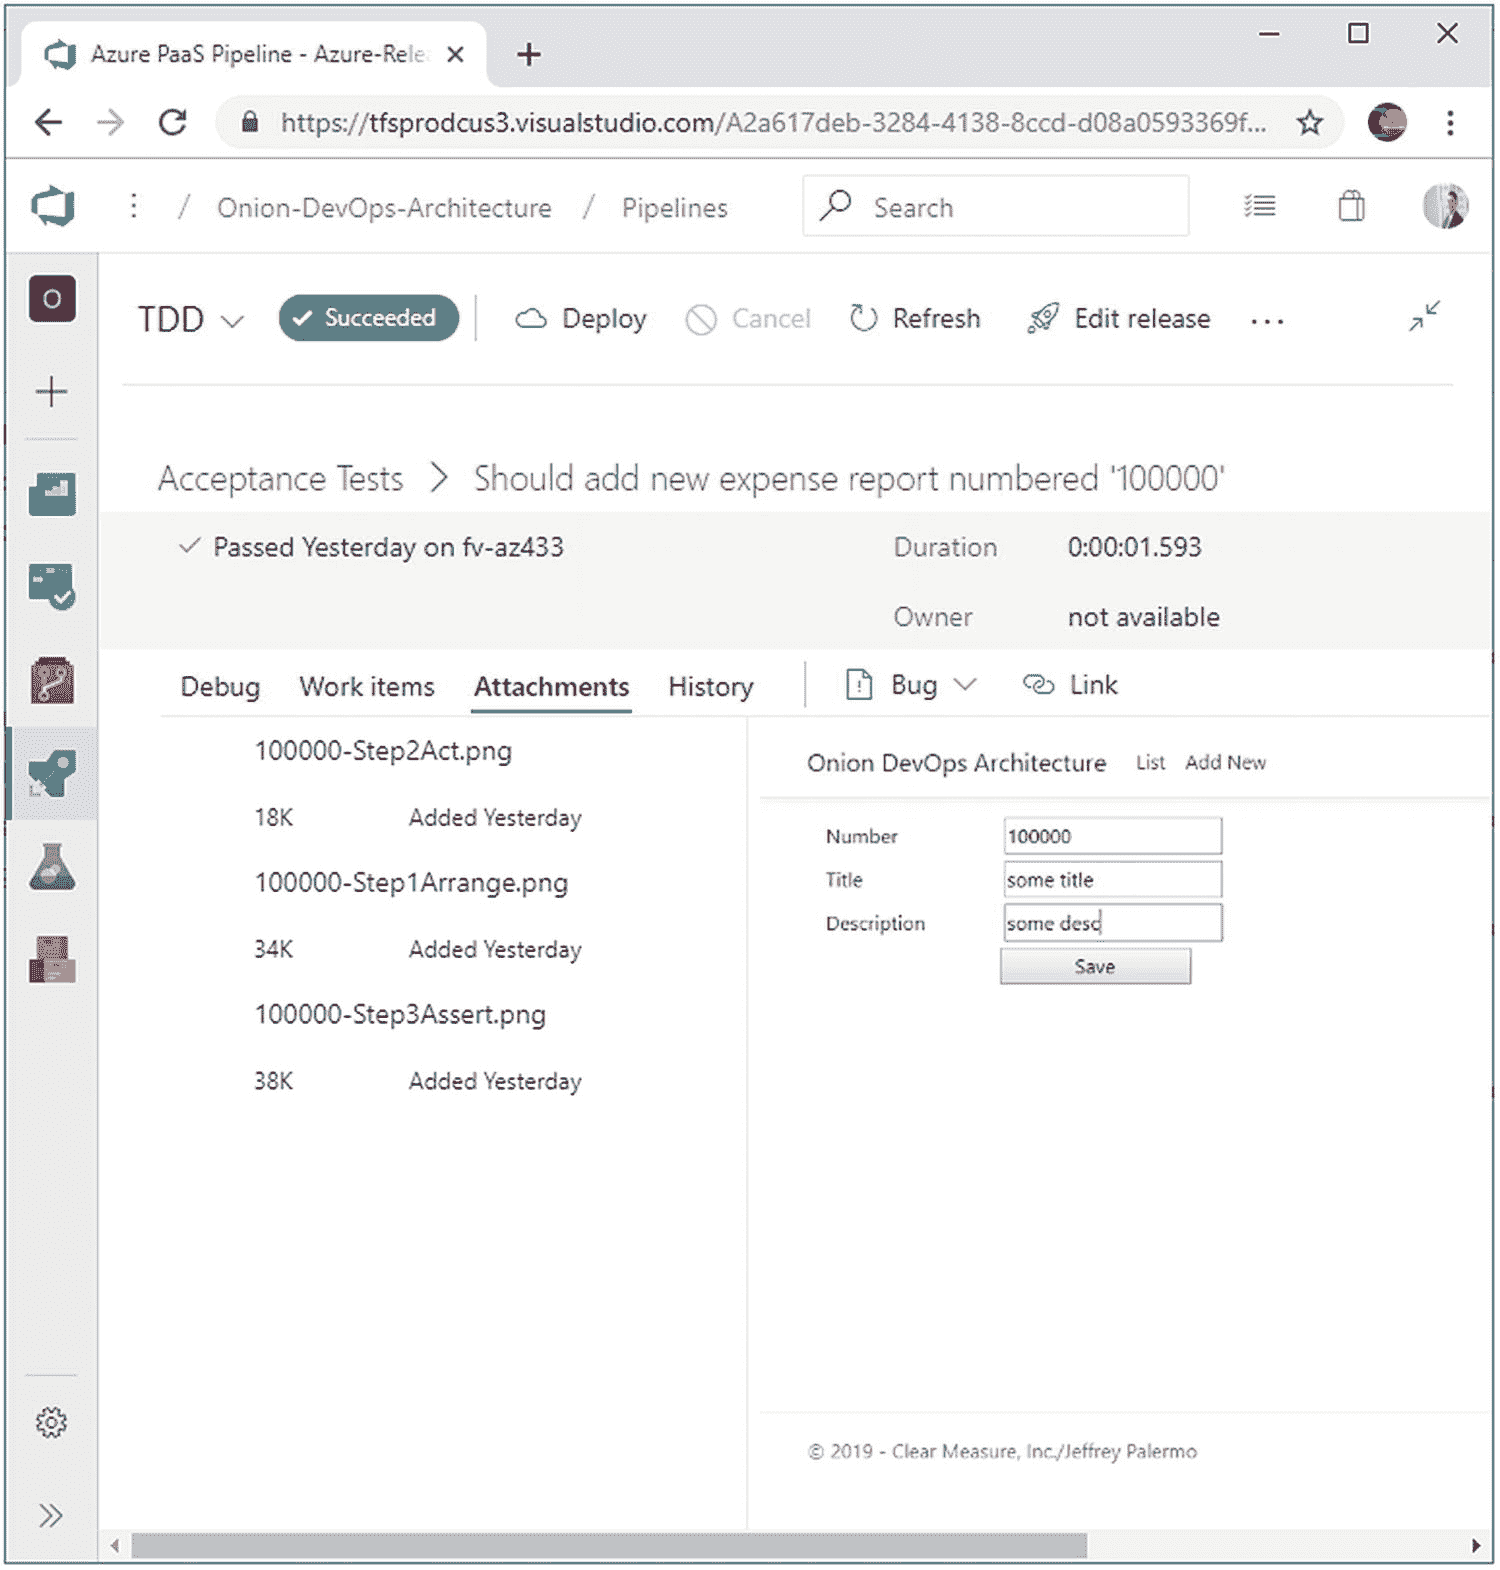 Azure PaaS Pipeline - Azure-Rele
https://tfsprodcus3.visualstudio.com/A2a617deb-3284-4138-8ccd-d08a0593369f...
/ Onion-DevOps-Architecture / Pipelines
Search
O
TDD
Succeeded
Deploy
Cancel
Refresh
Edit release
...
Acceptance Tests > Should add new expense report numbered '100000'
Passed Yesterday on fv-az433
Duration 0:00:01.593
Owner not available
Debug Work items Attachments History
Bug
Link
100000-Step2Act.png
18K Added Yesterday
100000-Step1Arrange.png
34K Added Yesterday
100000-Step3Assert.png
38K Added Yesterday
Onion DevOps Architecture List Add New
Number 100000
Title some title
Description some desc
Save
© 2019 - Clear Measure, Inc./Jeffrey Palermo